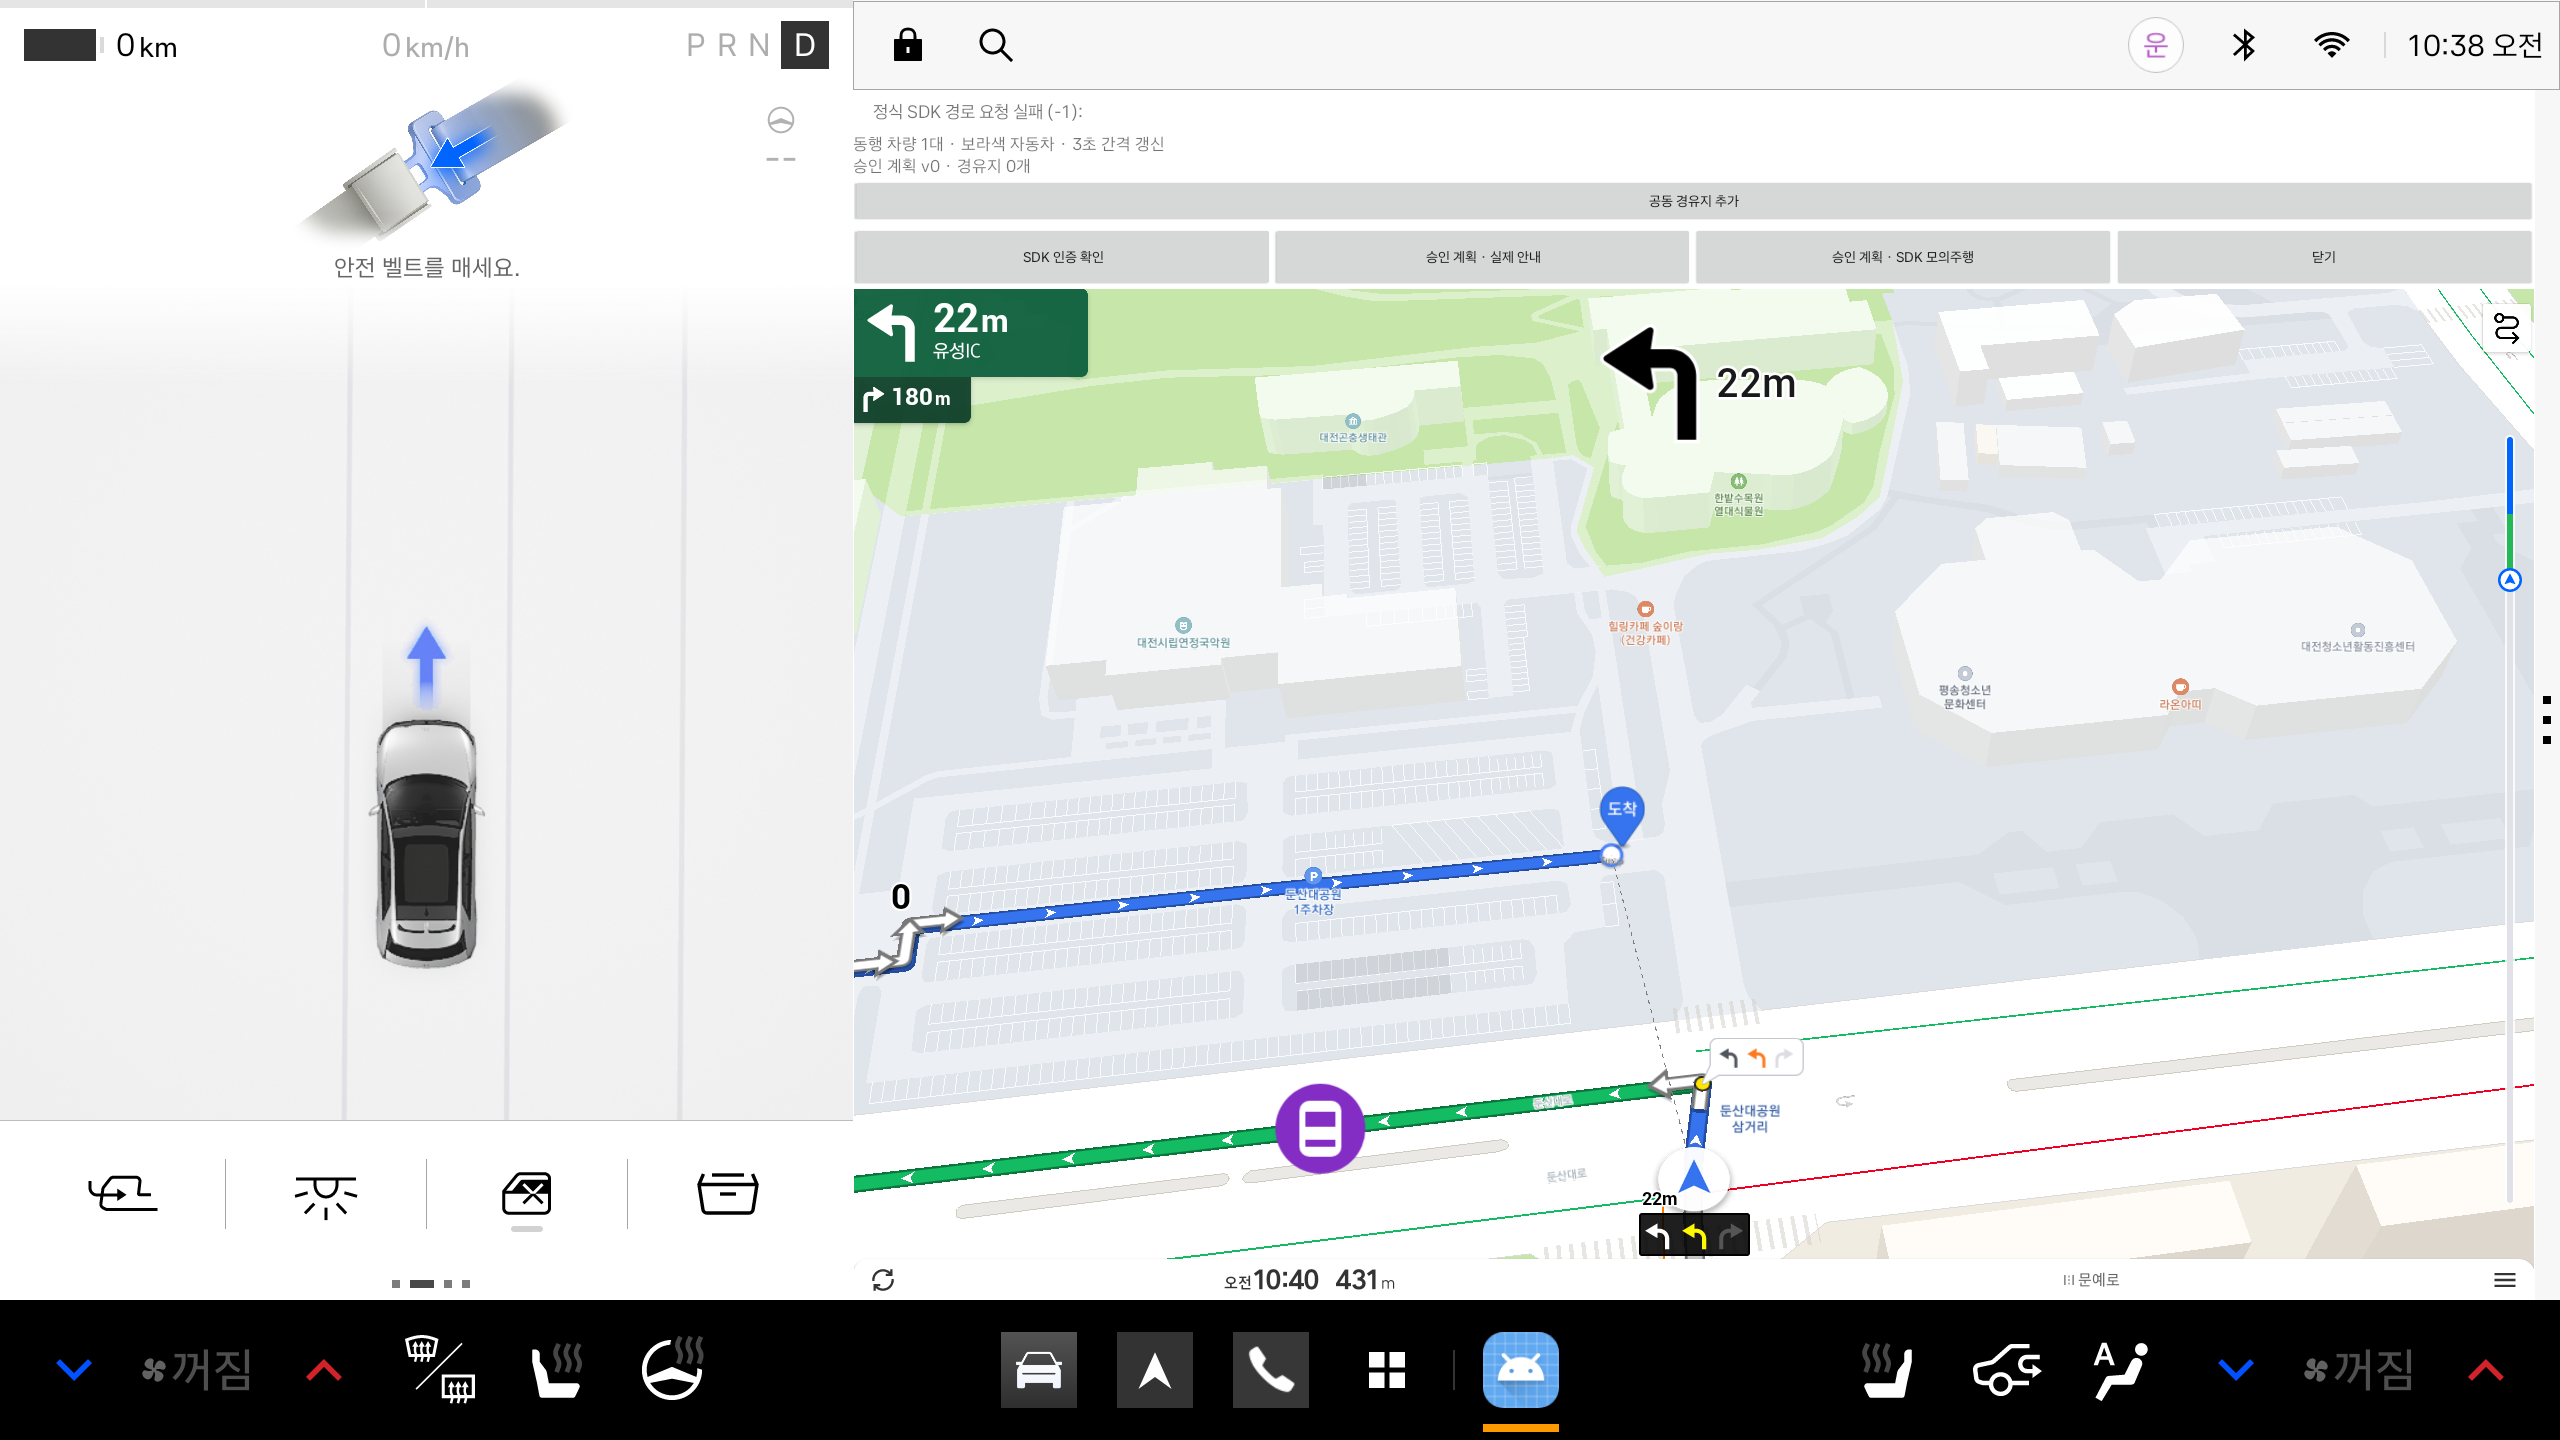 0 km
0 km/h
P R N D
10:38 오전
운
안전 벨트를 매세요.
정식 SDK 경로 요청 실패 (-1):
동행 차량 1대 · 보라색 자동차 · 3초 간격 갱신
승인 계획 v0 · 경유지 0개
공동 경유지 추가
SDK 인증 확인
승인 계획 · 실제 안내
승인 계획 · SDK 모의주행
닫기
22m
유성IC
180m
22m
대전곤충생태관
한밭수목원
열대식물원
대전시립연정국악원
힐링카페 숲이랑
(건강카페)
대전청소년활동진흥센터
평송청소년
문화센터
라온아띠
도착
0
P
둔산대공원
1주차장
둔산대로
둔산대공원
삼거리
둔산대로
22m
오전10:40 431m
문예로
꺼짐
A
꺼짐